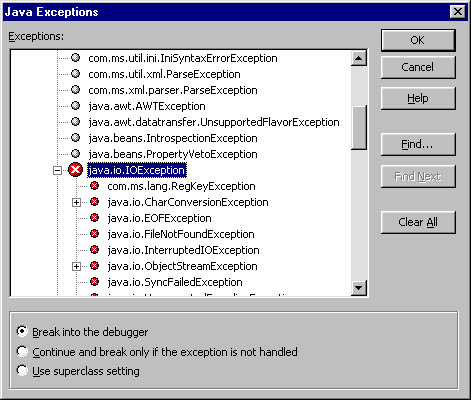 Java Exceptions
Exceptions:
com.ms.util.ini.IniSyntaxErrorException
com.ms.util.xml.ParseException
com.ms.xml.parser.ParseException
java.awt.AWTException
java.awt.datatransfer.UnsupportedFlavorException
java.beans.IntrospectionException
java.beans.PropertyVetoException
java.io.IOException
com.ms.lang.RegKeyException
java.io.CharConversionException
java.io.EOFException
java.io.FileNotFoundException
java.io.InterruptedIOException
java.io.ObjectStreamException
java.io.SyncFailedException
OK
Cancel
Help
Find...
Find Next
Clear All
Break into the debugger
Continue and break only if the exception is not handled
Use superclass setting